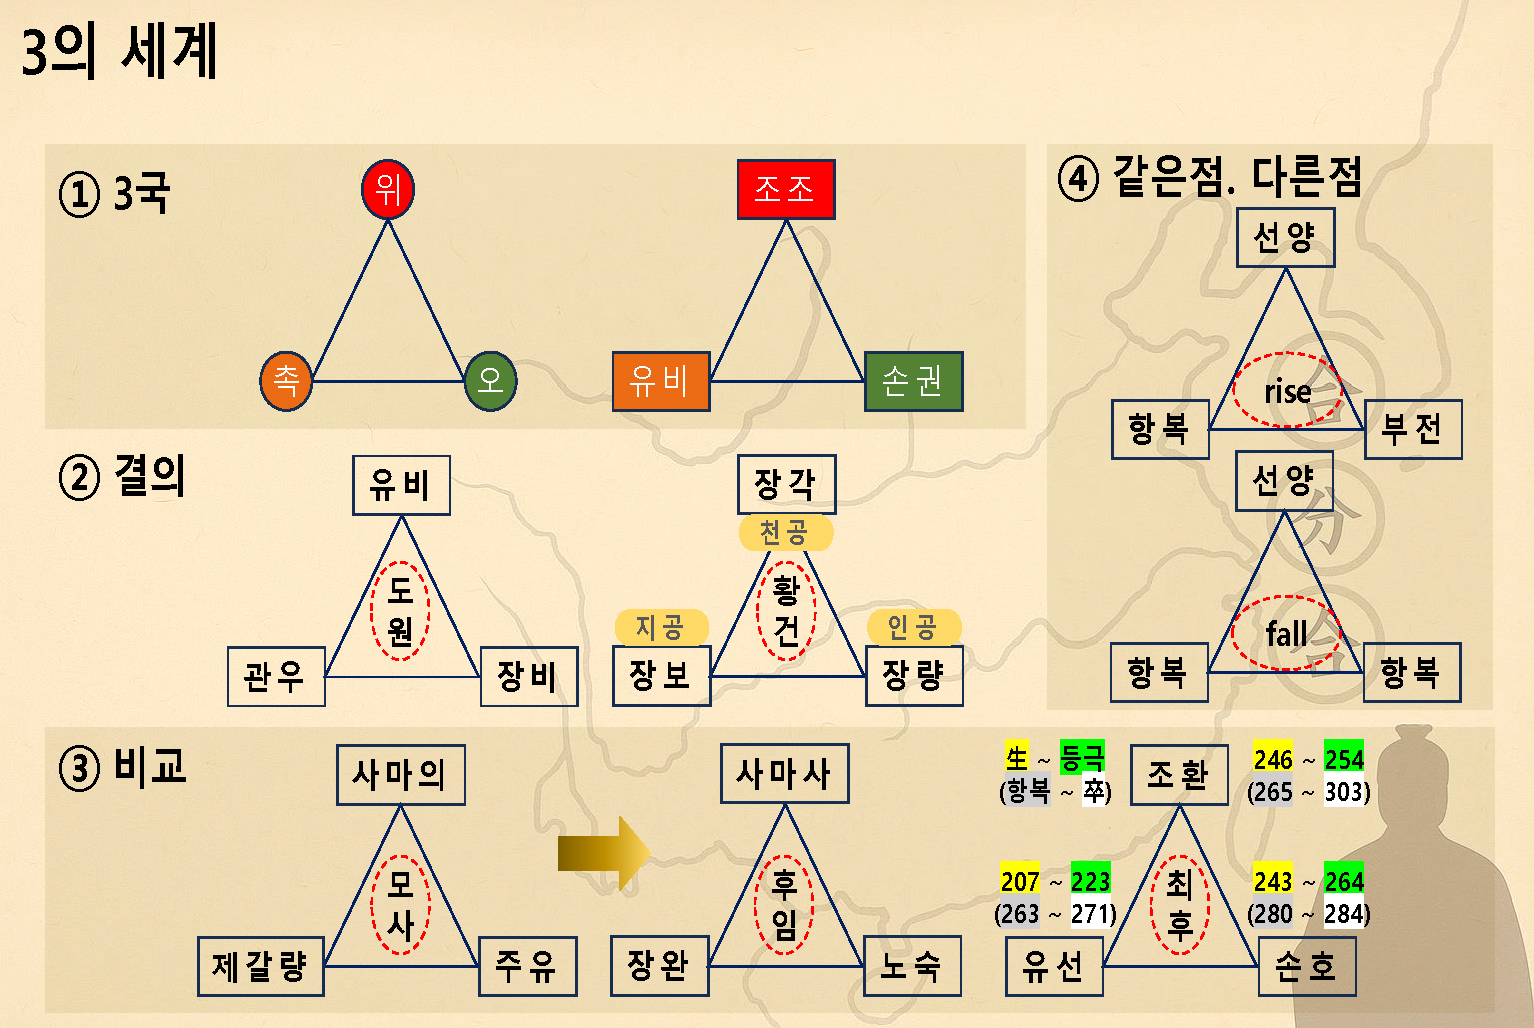 3의 세계
① 3국
위
촉
오
조조
유비
손권
② 결의
유비
도
원
관우
장비
장각
천공
황
건
지공
장보
인공
장량
③ 비교
사마의
모
사
제갈량
주유
사마사
후
임
장완
노숙
生 ~ 등극
(항복 ~ 卒)
조환
246 ~ 254
(265 ~ 303)
207 ~ 223
(263 ~ 271)
최
후
243 ~ 264
(280 ~ 284)
유선
손호
④ 같은점. 다른점
선양
rise
항복
부전
선양
fall
항복
항복
合
分
合